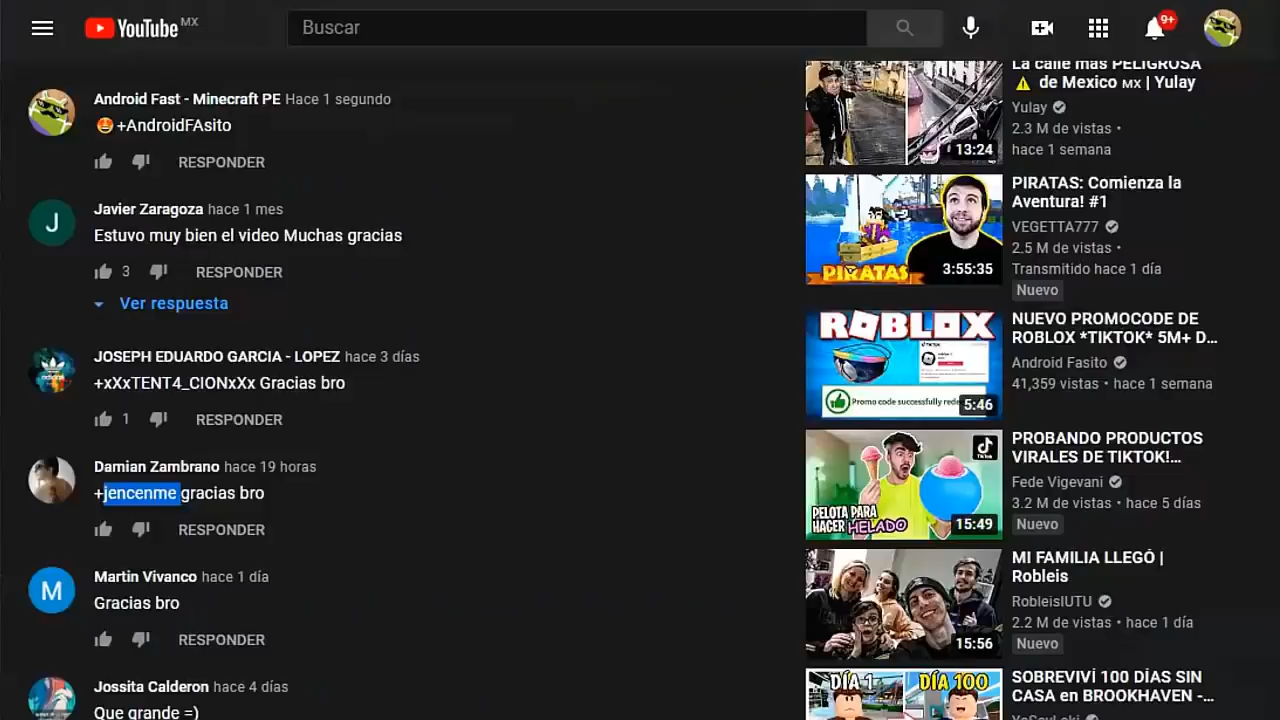 YouTube MX
Buscar
9+
Android Fast - Minecraft PE Hace 1 segundo
🤩+AndroidFAsito
RESPONDER
J
Javier Zaragoza hace 1 mes
Estuvo muy bien el video Muchas gracias
3 RESPONDER
Ver respuesta
JOSEPH EDUARDO GARCIA - LOPEZ hace 3 días
+xXxTENT4_CIONxXx Gracias bro
1 RESPONDER
Damian Zambrano hace 19 horas
+jencenme gracias bro
RESPONDER
M
Martin Vivanco hace 1 día
Gracias bro
RESPONDER
Jossita Calderon hace 4 días
Que grande =)
13:24
La calle más PELIGROSA
⚠️ de Mexico MX | Yulay
Yulay
2.3 M de vistas •
hace 1 semana
PIRATAS
3:55:35
PIRATAS: Comienza la
Aventura! #1
VEGETTA777
2.5 M de vistas •
Transmitido hace 1 día
Nuevo
ROBLOX
Promo code successfully rede
5:46
NUEVO PROMOCODE DE
ROBLOX *TIKTOK* 5M+ D...
Android Fasito
41,359 vistas • hace 1 semana
TikTok
PELOTA PARA
HACER HELADO
15:49
PROBANDO PRODUCTOS
VIRALES DE TIKTOK!...
Fede Vigevani
3.2 M de vistas • hace 5 días
Nuevo
15:56
MI FAMILIA LLEGÓ |
Robleis
RobleisIUTU
2.2 M de vistas • hace 1 día
Nuevo
DÍA 1 DÍA 100
SOBREVIVÍ 100 DÍAS SIN
CASA en BROOKHAVEN -...